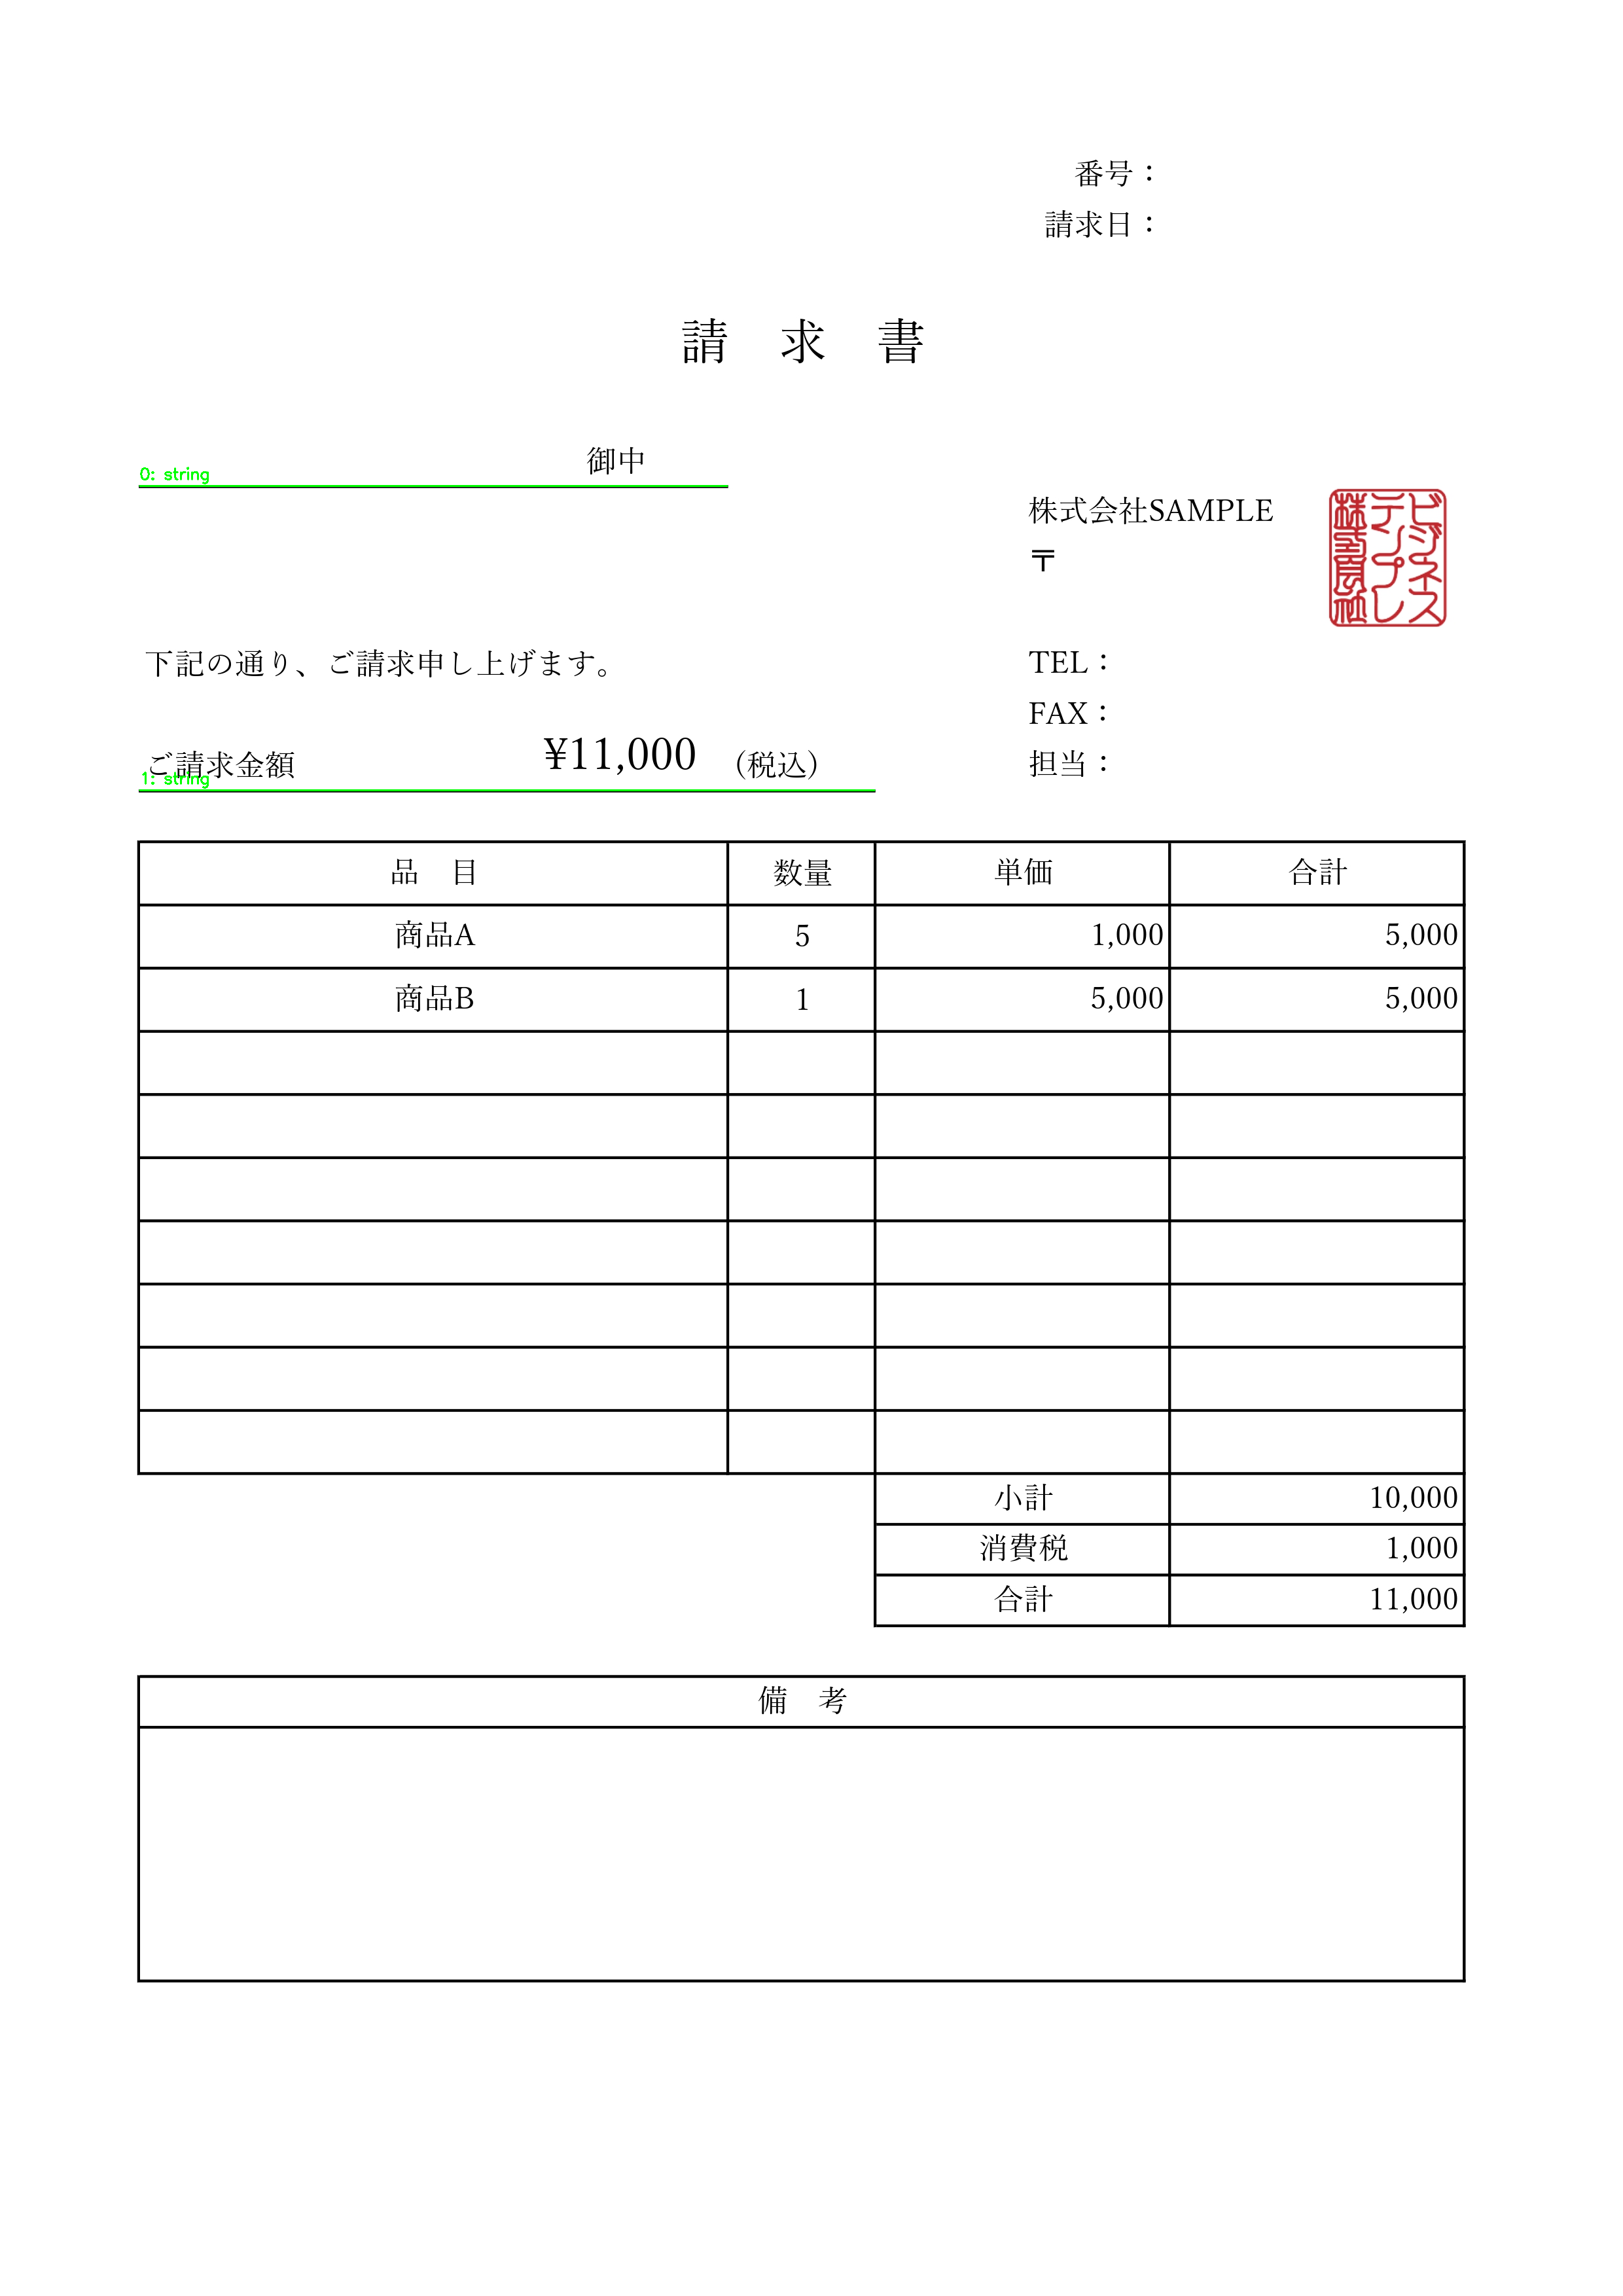 番号：
請求日：
請　求　書
御中
0: string
株式会社SAMPLE
ビジネス
テンプレ
株式会社
〒
下記の通り、ご請求申し上げます。
TEL：
FAX：
ご請求金額 ¥11,000 （税込）
1: string
担当：
品　目 数量 単価 合計
商品A 5 1,000 5,000
商品B 1 5,000 5,000
小計 10,000
消費税 1,000
合計 11,000
備　考